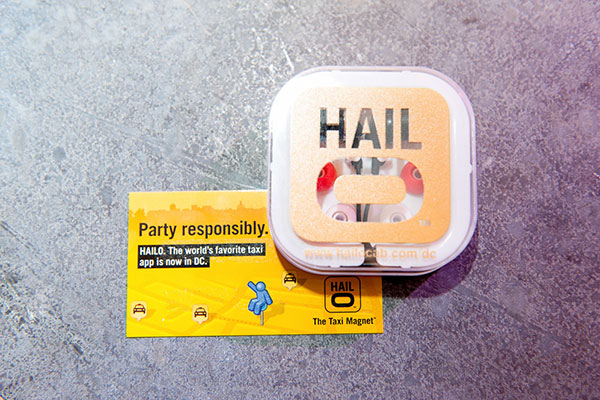 HAIL
O
www.hailocab.com dc
Party responsibly.
HAILO. The world's favorite taxi
app is now in DC.
HAIL
O
The Taxi Magnet™